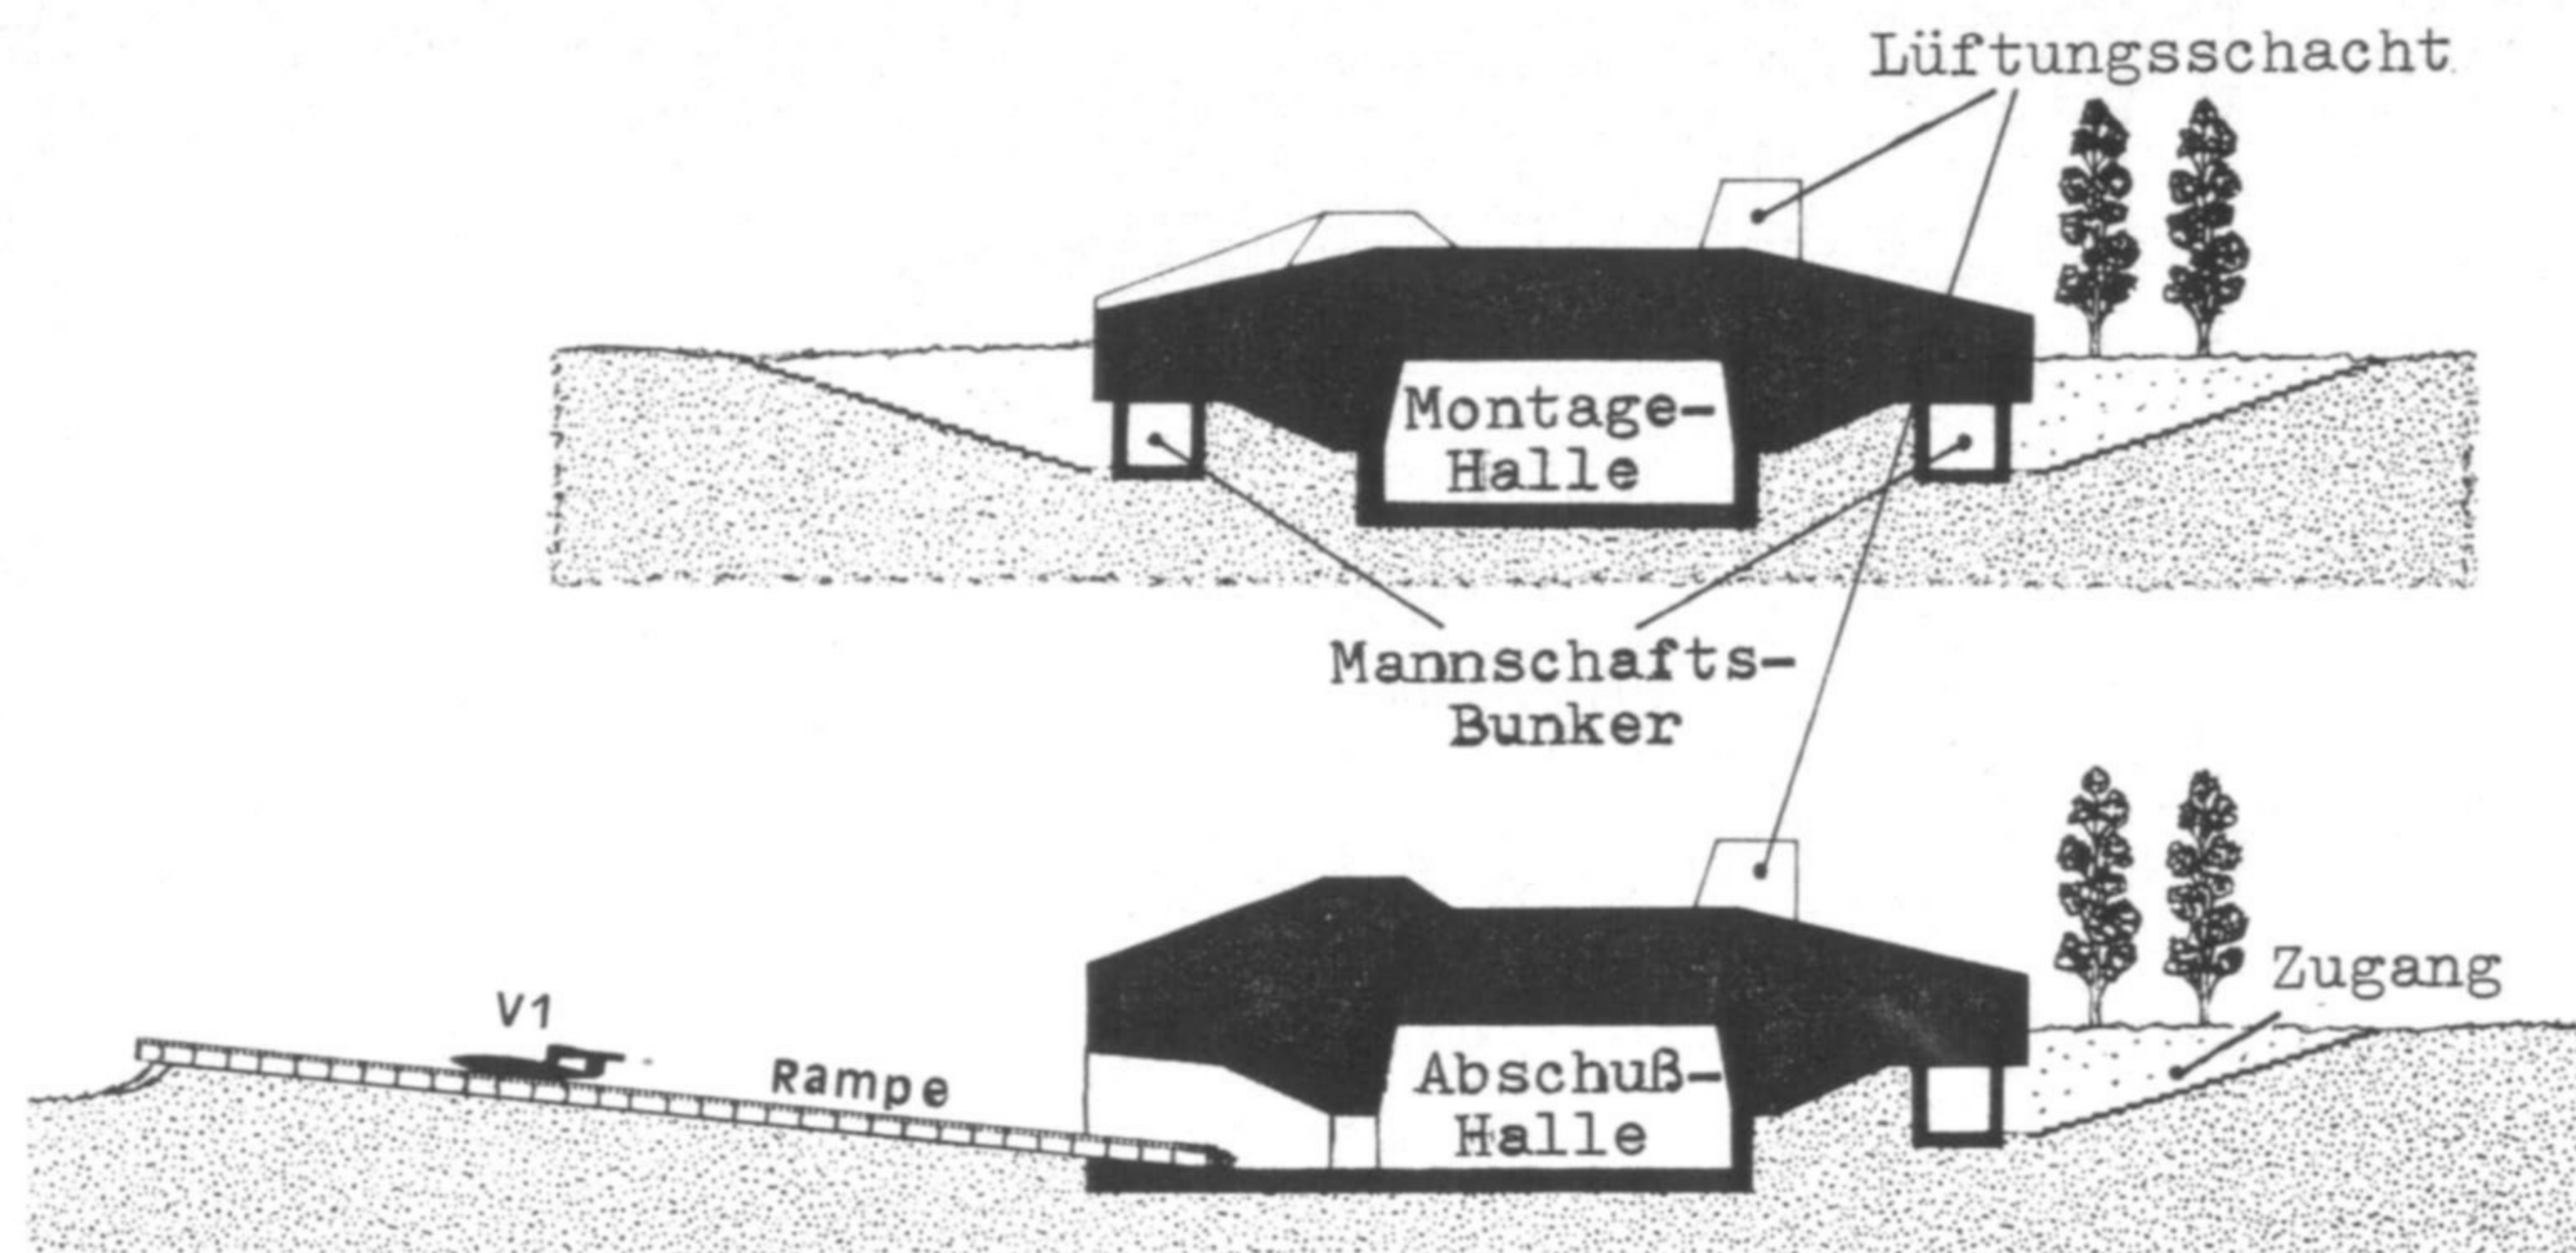 Lüftungsschacht
Montage-
Halle
Mannschafts-
Bunker
V1
Rampe
Abschuß-
Halle
Zugang